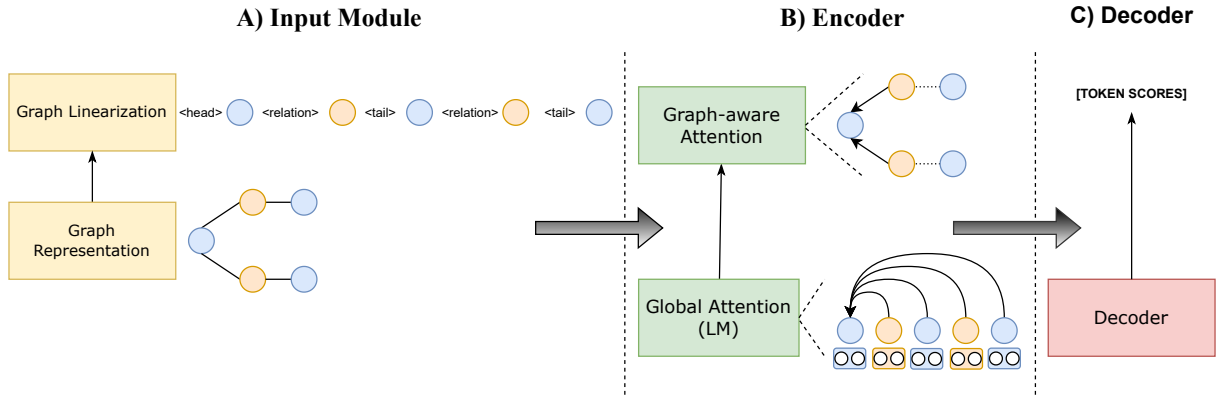 A) Input Module
Graph Linearization
<head>
<relation>
<tail>
<relation>
<tail>
Graph
Representation
B) Encoder
Graph-aware
Attention
Global Attention
(LM)
C) Decoder
[TOKEN SCORES]
Decoder